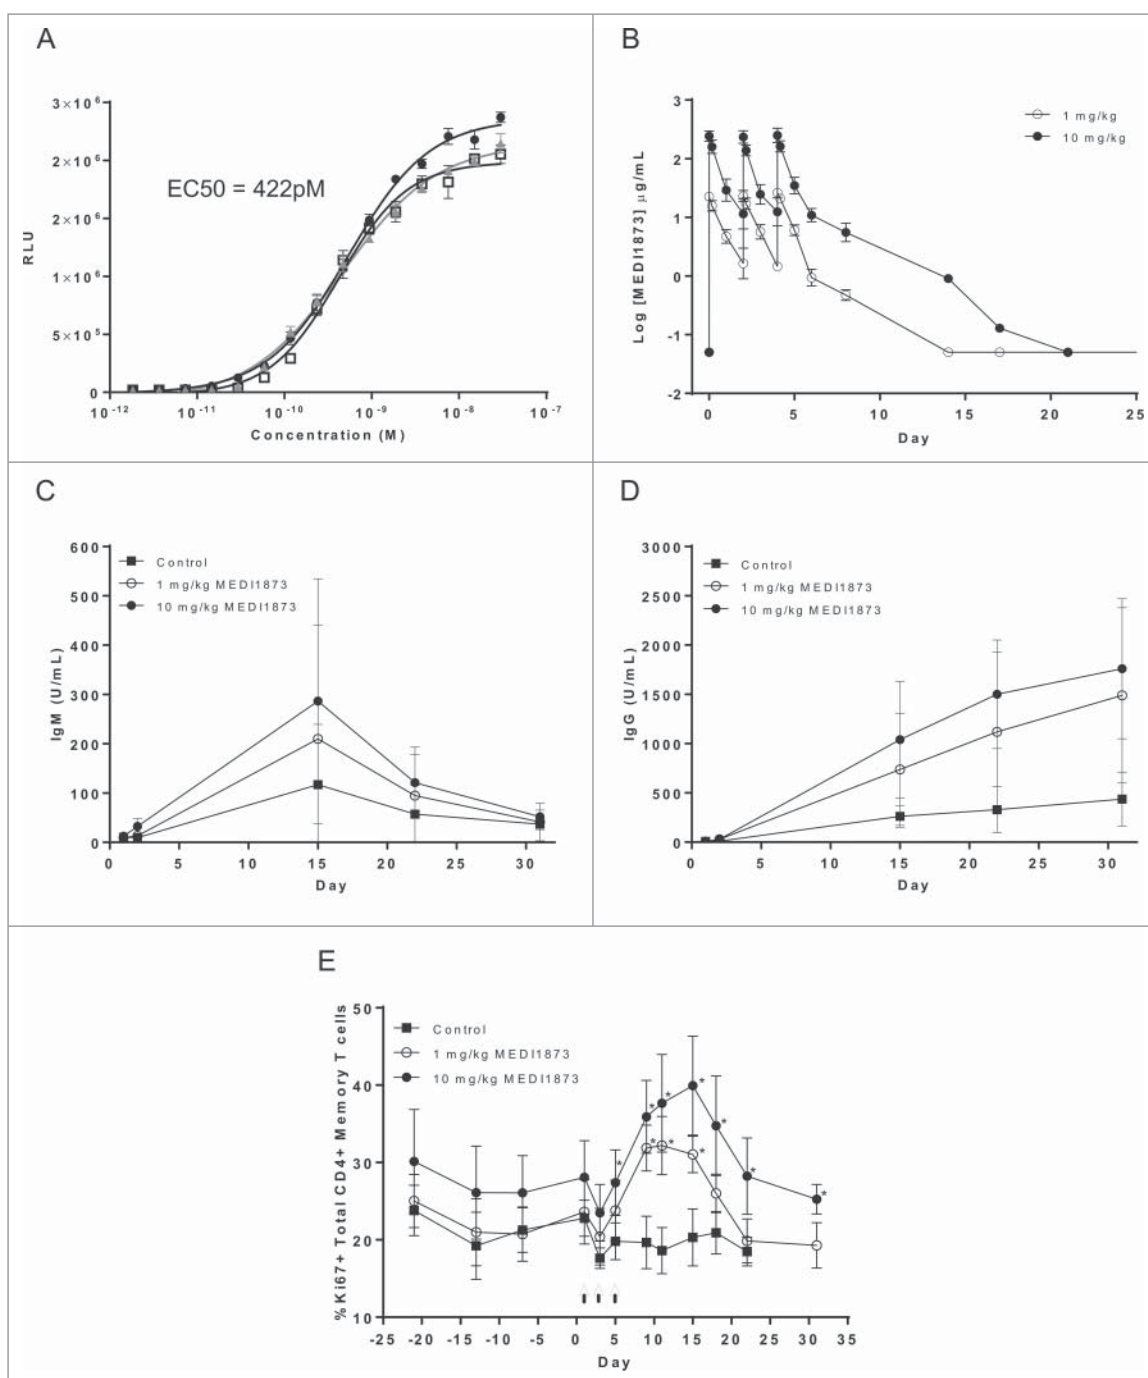 A
3×10⁶
2×10⁶
2×10⁶
1×10⁶
5×10⁵
0
EC50 = 422pM
RLU
10⁻¹² 10⁻¹¹ 10⁻¹⁰ 10⁻⁹ 10⁻⁸ 10⁻⁷
Concentration (M)
B
3
2
1
0
-1
-2
1 mg/kg
10 mg/kg
Log [MEDI1873] µg/mL
0 5 10 15 20 25
Day
C
600
500
400
300
200
100
0
Control
1 mg/kg MEDI1873
10 mg/kg MEDI1873
IgM (U/mL)
0 5 10 15 20 25 30
Day
D
3000
2500
2000
1500
1000
500
0
Control
1 mg/kg MEDI1873
10 mg/kg MEDI1873
IgG (U/mL)
0 5 10 15 20 25 30
Day
E
50
40
30
20
10
Control
1 mg/kg MEDI1873
10 mg/kg MEDI1873
%Ki67+ Total CD4+ Memory T cells
* * * * * * * * * *
-25 -20 -15 -10 -5 0 5 10 15 20 25 30 35
Day